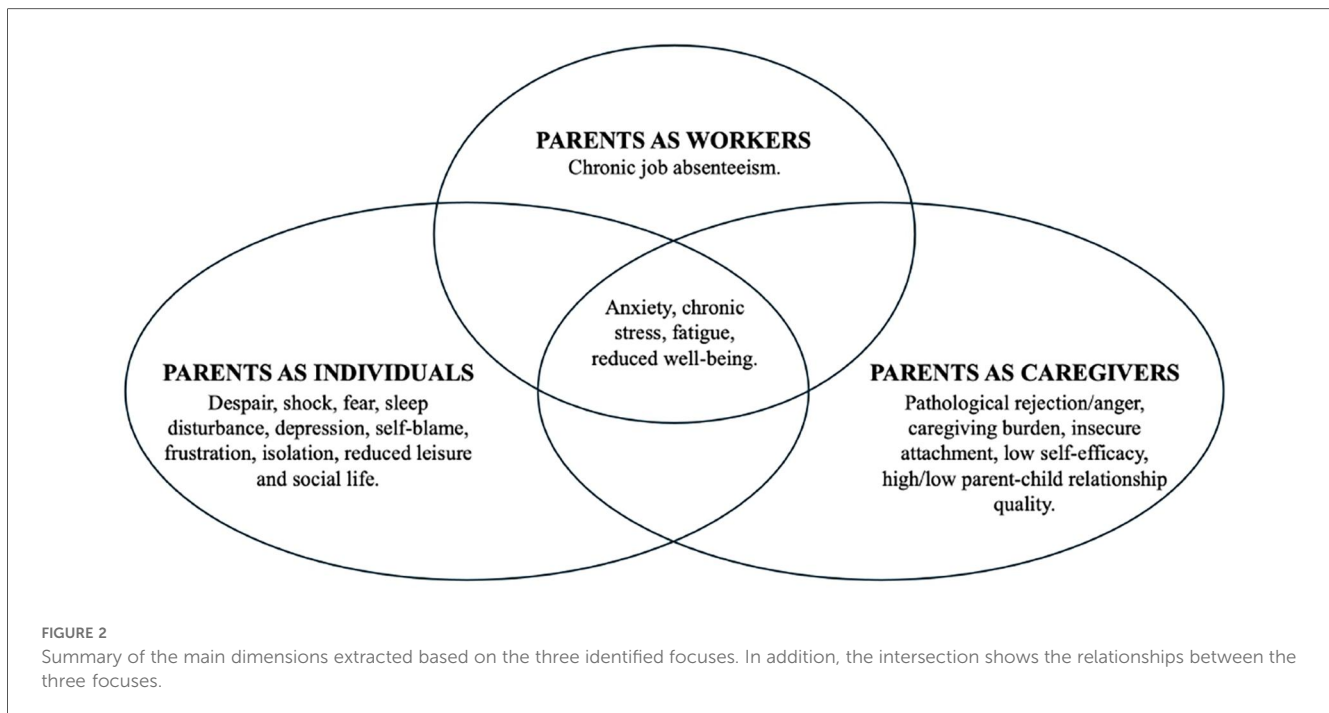 PARENTS AS WORKERS
Chronic job absenteeism.
Anxiety, chronic
stress, fatigue,
reduced well-being.
PARENTS AS INDIVIDUALS
Despair, shock, fear, sleep
disturbance, depression, self-blame,
frustration, isolation, reduced leisure
and social life.
PARENTS AS CAREGIVERS
Pathological rejection/anger,
caregiving burden, insecure
attachment, low self-efficacy,
high/low parent-child relationship
quality.
FIGURE 2
Summary of the main dimensions extracted based on the three identified focuses. In addition, the intersection shows the relationships between the
three focuses.